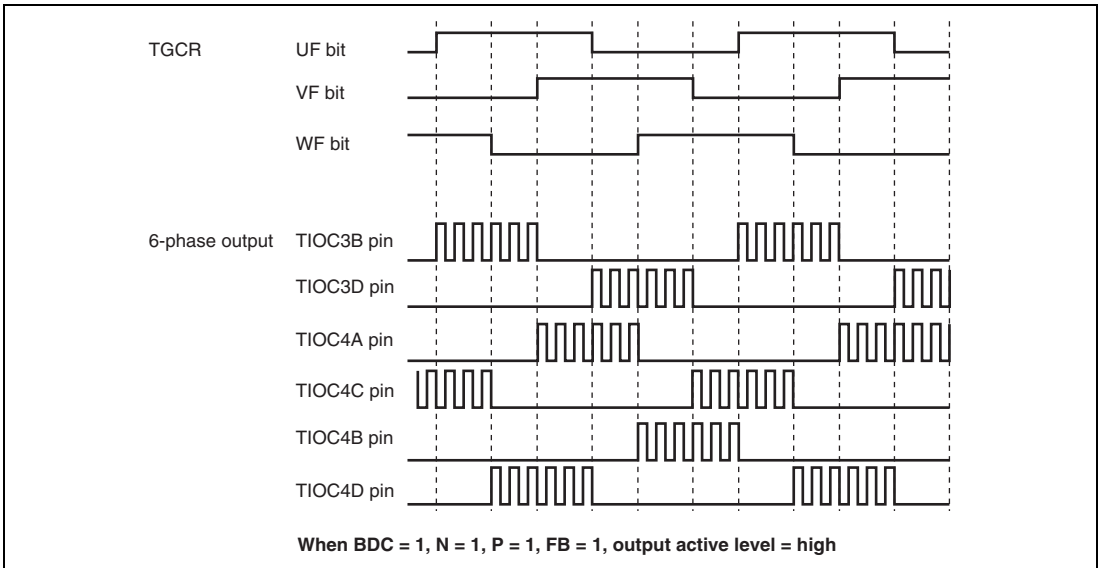 TGCR UF bit
VF bit
WF bit
6-phase output TIOC3B pin
TIOC3D pin
TIOC4A pin
TIOC4C pin
TIOC4B pin
TIOC4D pin
When BDC = 1, N = 1, P = 1, FB = 1, output active level = high